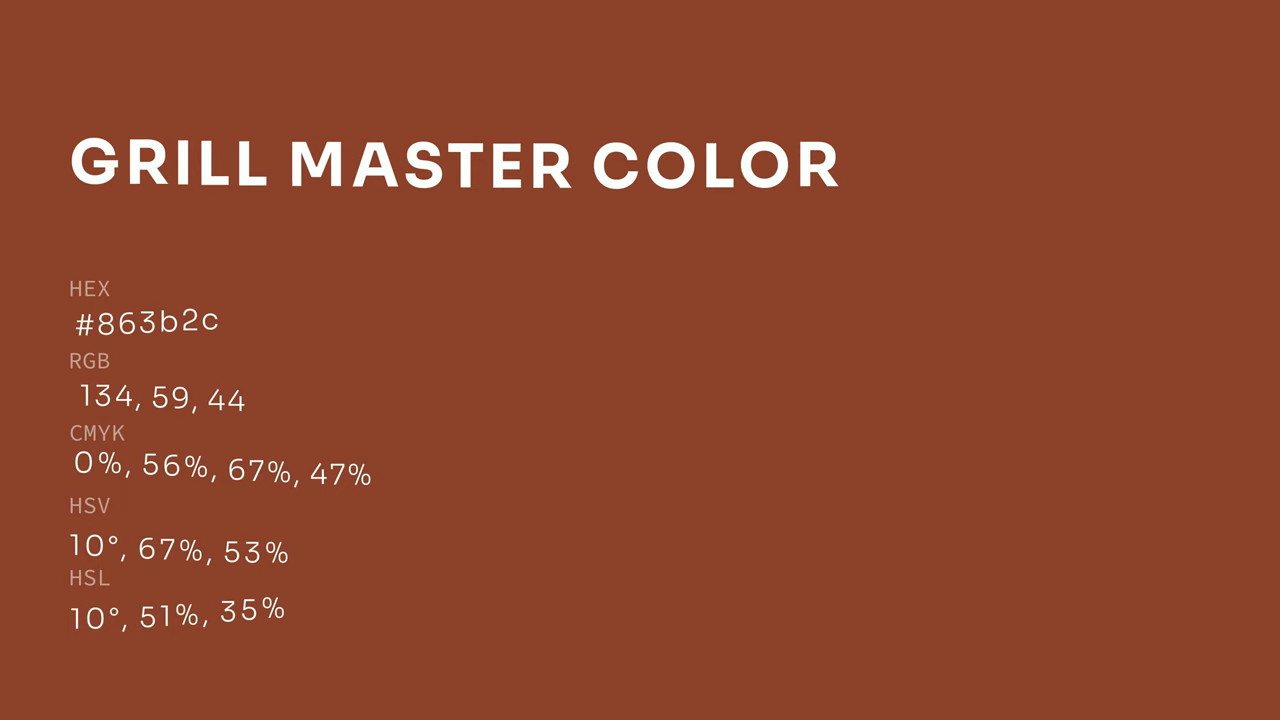 GRILL MASTER COLOR
HEX
#863b2c
RGB
134, 59, 44
CMYK
0%, 56%, 67%, 47%
HSV
10°, 67%, 53%
HSL
10°, 51%, 35%